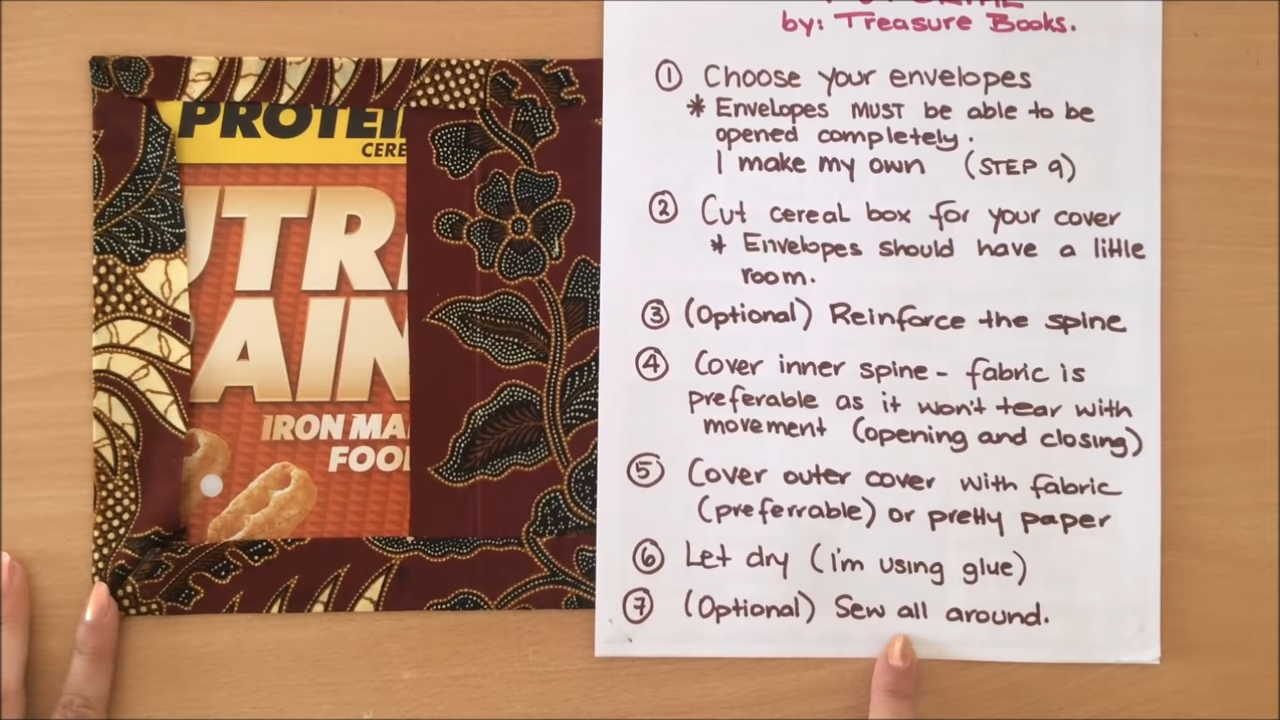 PROTEIN
CERE
UTRI
AIN
IRON MA
FOOD
by: Treasure Books.
① Choose your envelopes
* Envelopes MUST be able to be
opened completely.
I make my own (STEP 9)
② Cut cereal box for your cover
* Envelopes should have a little
room.
③ (Optional) Reinforce the spine
④ Cover inner spine - fabric is
preferable as it won't tear with
movement (opening and closing)
⑤ Cover outer cover with fabric
(preferrable) or pretty paper
⑥ Let dry (i'm using glue)
⑦ (Optional) Sew all around.